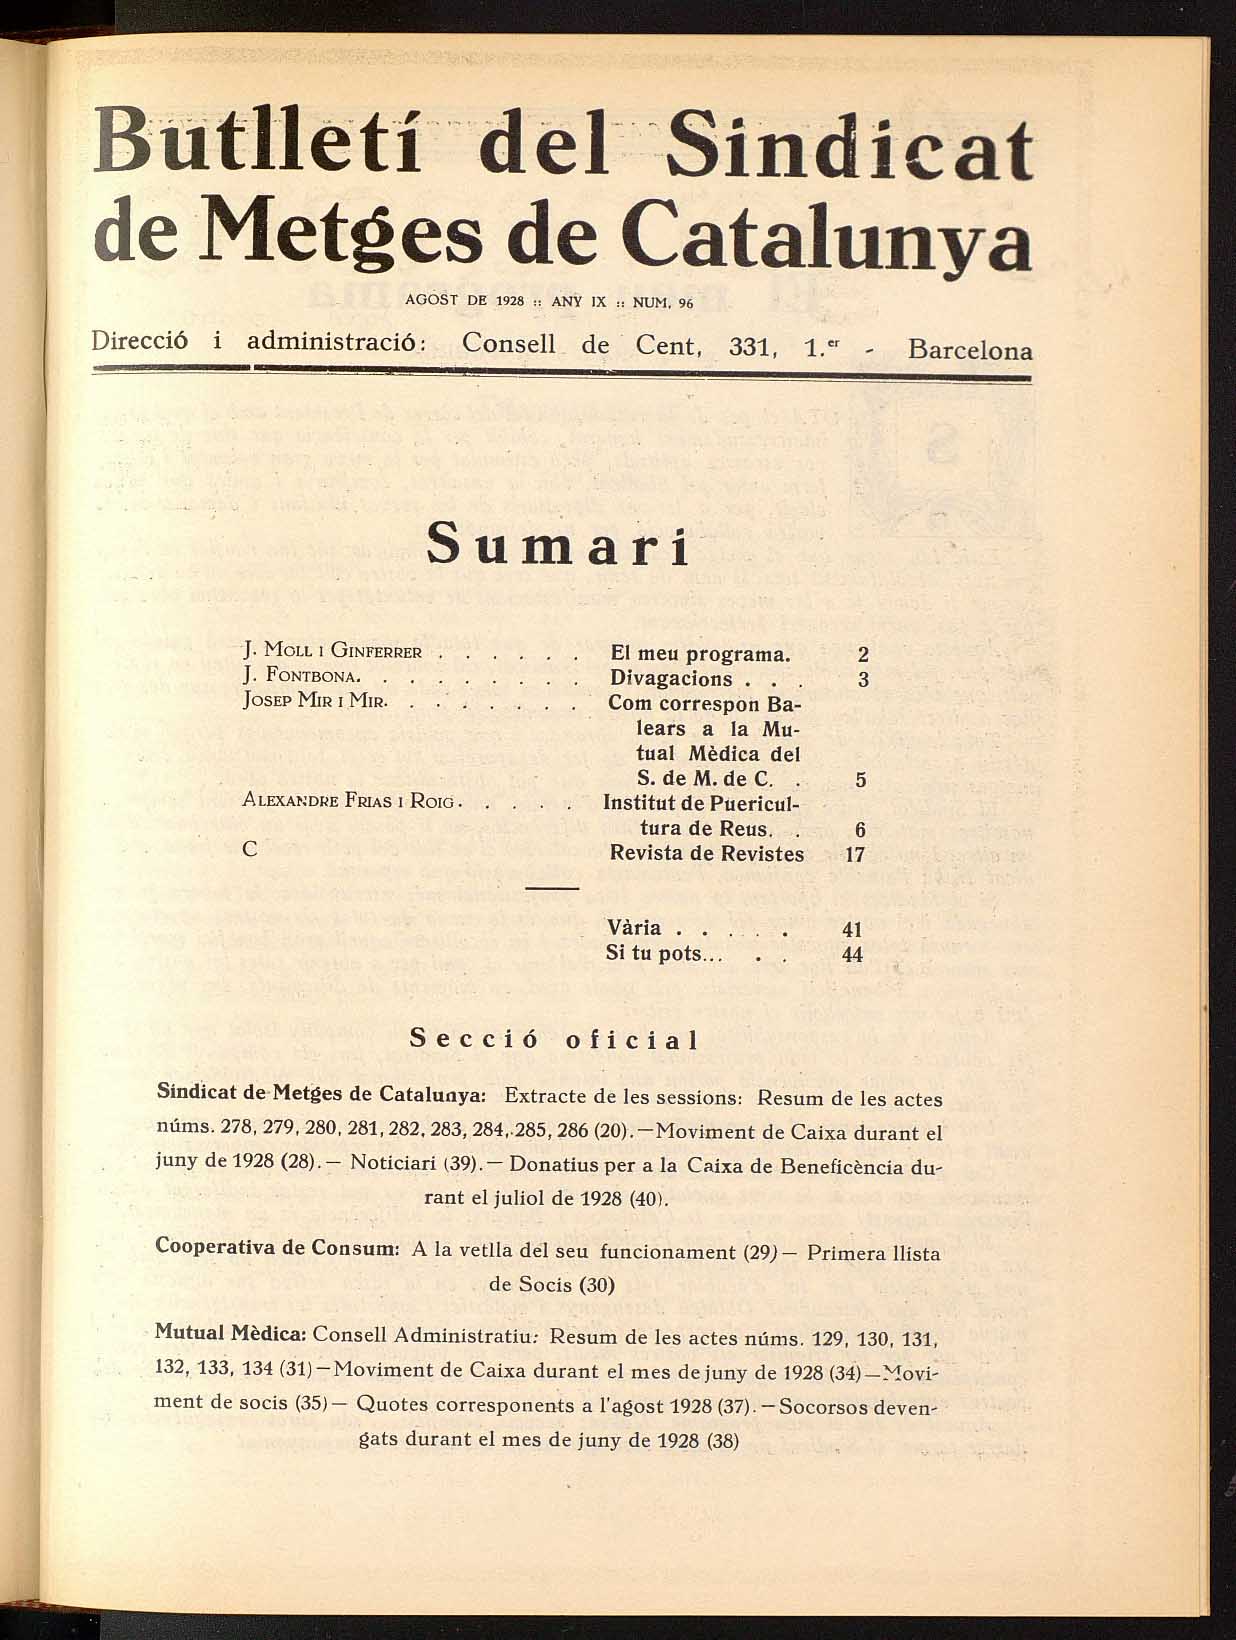 Butlletí del Sindicat
de Metges de Catalunya
AGOST DE 1928 :: ANY IX :: NUM. 96
Direcció i administració: Consell de Cent, 331, 1.er - Barcelona
Sumari
J. Moll i Ginferrer . . . . . . El meu programa. 2
J. Fontbona. . . . . . . . . Divagacions . . . 3
Josep Mir i Mir. . . . . . . . Com correspon Ba-
lears a la Mu-
tual Mèdica del
S. de M. de C. . 5
Alexandre Frias i Roig . . . . . Institut de Puericul-
tura de Reus. . 6
C Revista de Revistes 17
Vària . . . . . 41
Si tu pots... . . 44
Secció oficial
Sindicat de Metges de Catalunya: Extracte de les sessions: Resum de les actes
núms. 278, 279, 280, 281, 282, 283, 284, 285, 286 (20).—Moviment de Caixa durant el
juny de 1928 (28).— Noticiari (39).— Donatius per a la Caixa de Beneficència du-
rant el juliol de 1928 (40).
Cooperativa de Consum: A la vetlla del seu funcionament (29)— Primera llista
de Socis (30)
Mutual Mèdica: Consell Administratiu: Resum de les actes núms. 129, 130, 131,
132, 133, 134 (31)—Moviment de Caixa durant el mes de juny de 1928 (34)—Movi-
ment de socis (35)— Quotes corresponents a l'agost 1928 (37).—Socorsos deven-
gats durant el mes de juny de 1928 (38)